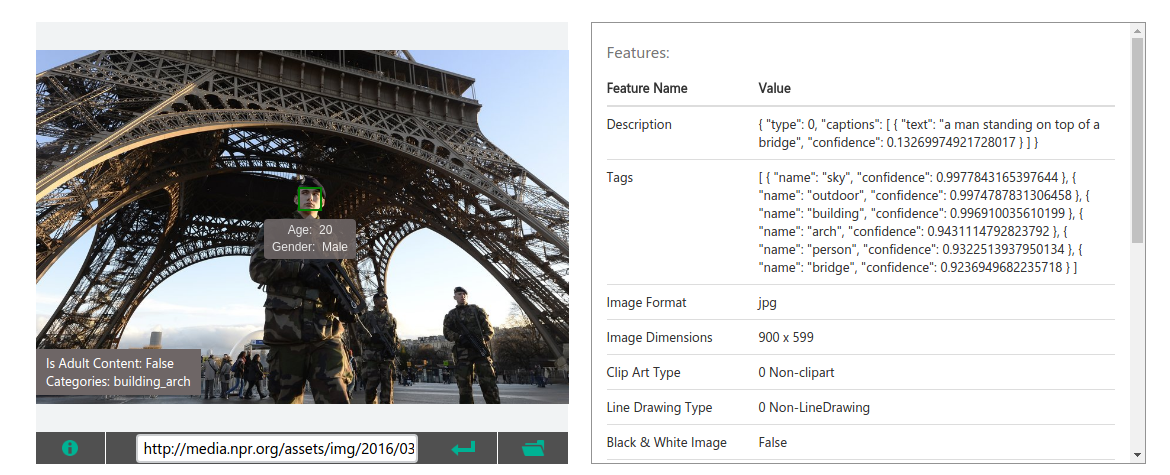 Age: 20
Gender: Male
Is Adult Content: False
Categories: building_arch
http://media.npr.org/assets/img/2016/03
Features:
Feature Name Value
Description { "type": 0, "captions": [ { "text": "a man standing on top of a
bridge", "confidence": 0.13269974921728017 } ] }
Tags [ { "name": "sky", "confidence": 0.9977843165397644 }, {
"name": "outdoor", "confidence": 0.9974787831306458 }, {
"name": "building", "confidence": 0.996910035610199 }, {
"name": "arch", "confidence": 0.9431114792823792 }, {
"name": "person", "confidence": 0.9322513937950134 }, {
"name": "bridge", "confidence": 0.9236949682235718 } ]
Image Format jpg
Image Dimensions 900 x 599
Clip Art Type 0 Non-clipart
Line Drawing Type 0 Non-LineDrawing
Black & White Image False